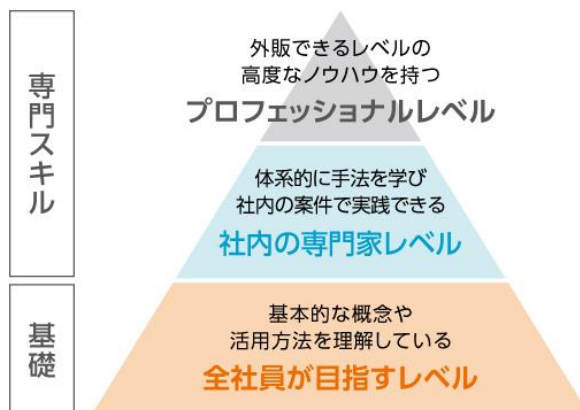 専門スキル
外販できるレベルの
高度なノウハウを持つ
プロフェッショナルレベル
体系的に手法を学び
社内の案件で実践できる
社内の専門家レベル
基礎
基本的な概念や
活用方法を理解している
全社員が目指すレベル